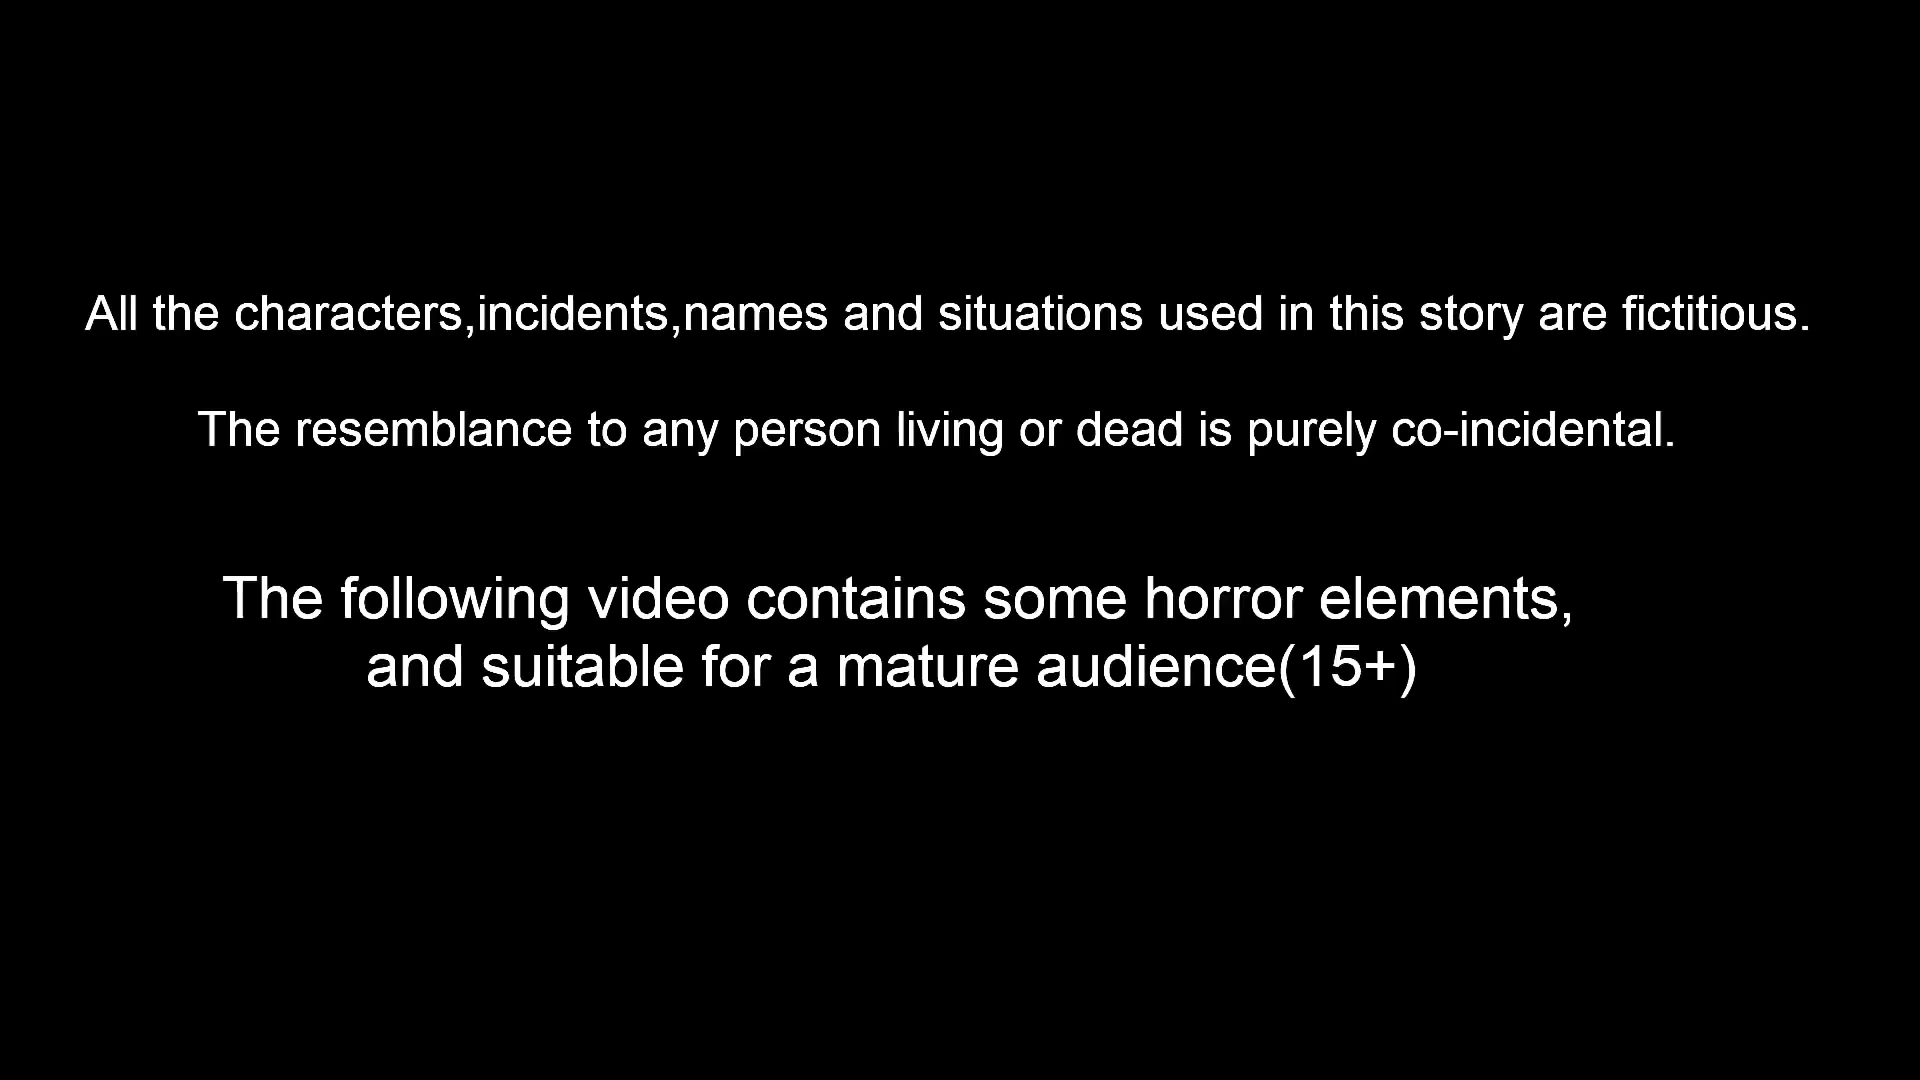 All the characters,incidents,names and situations used in this story are fictitious.
The resemblance to any person living or dead is purely co-incidental.
The following video contains some horror elements,
and suitable for a mature audience(15+)